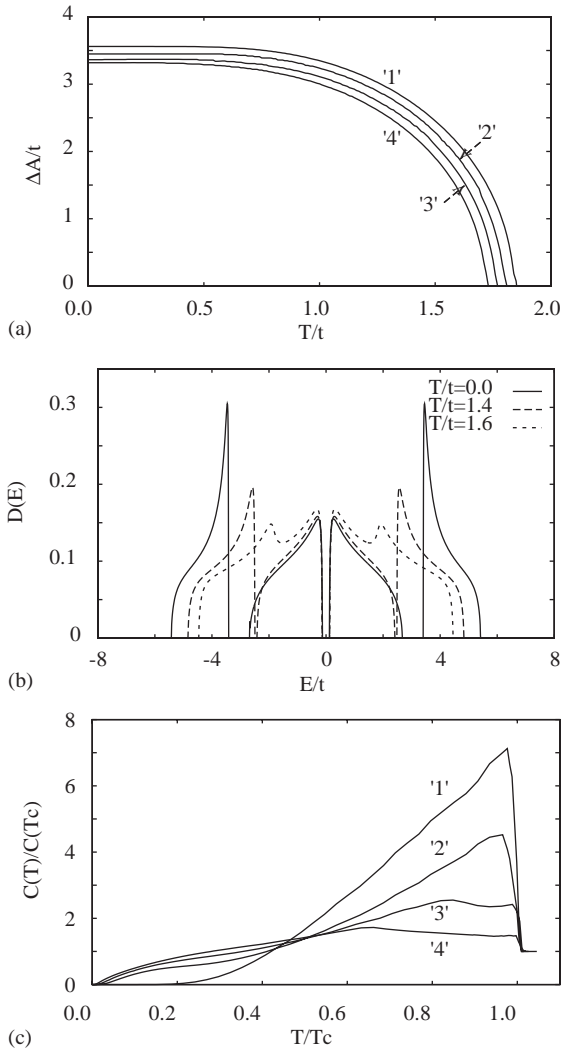 4
3
2
1
0
ΔA/t
'1'
'2'
'4'
'3'
0.0 0.5 1.0 1.5 2.0
(a) T/t
T/t=0.0
T/t=1.4
T/t=1.6
0.3
0.2
0.1
0
D(E)
-8 -4 0 4 8
(b) E/t
8
6
4
2
0
C(T)/C(Tc)
'1'
'2'
'3'
'4'
0.0 0.2 0.4 0.6 0.8 1.0
(c) T/Tc